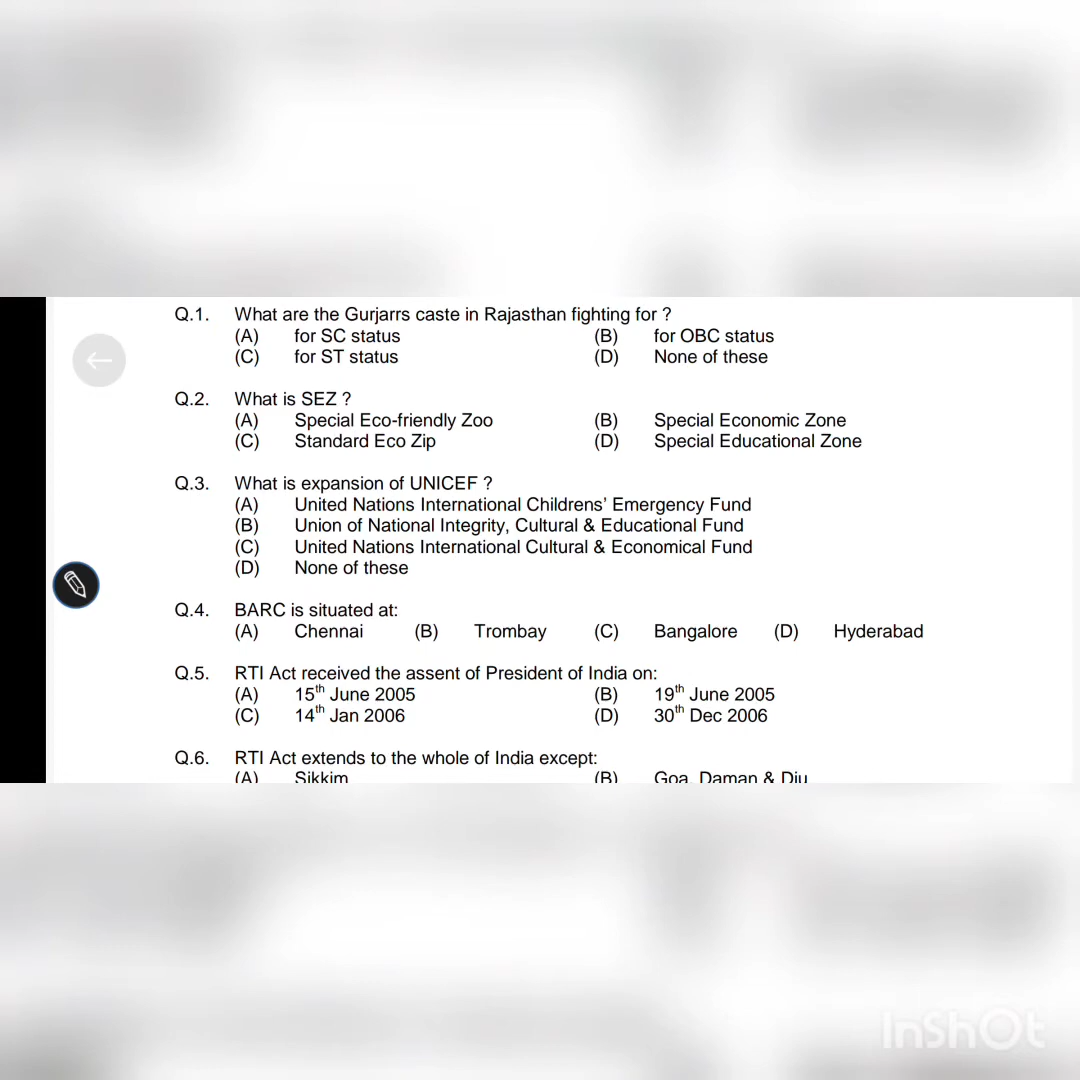 Q.1. What are the Gurjarrs caste in Rajasthan fighting for ?
(A) for SC status (B) for OBC status
(C) for ST status (D) None of these
Q.2. What is SEZ ?
(A) Special Eco-friendly Zoo (B) Special Economic Zone
(C) Standard Eco Zip (D) Special Educational Zone
Q.3. What is expansion of UNICEF ?
(A) United Nations International Childrens' Emergency Fund
(B) Union of National Integrity, Cultural & Educational Fund
(C) United Nations International Cultural & Economical Fund
(D) None of these
Q.4. BARC is situated at:
(A) Chennai (B) Trombay (C) Bangalore (D) Hyderabad
Q.5. RTI Act received the assent of President of India on:
(A) 15th June 2005 (B) 19th June 2005
(C) 14th Jan 2006 (D) 30th Dec 2006
Q.6. RTI Act extends to the whole of India except:
(A) Sikkim (B) Goa, Daman & Diu
InShOt